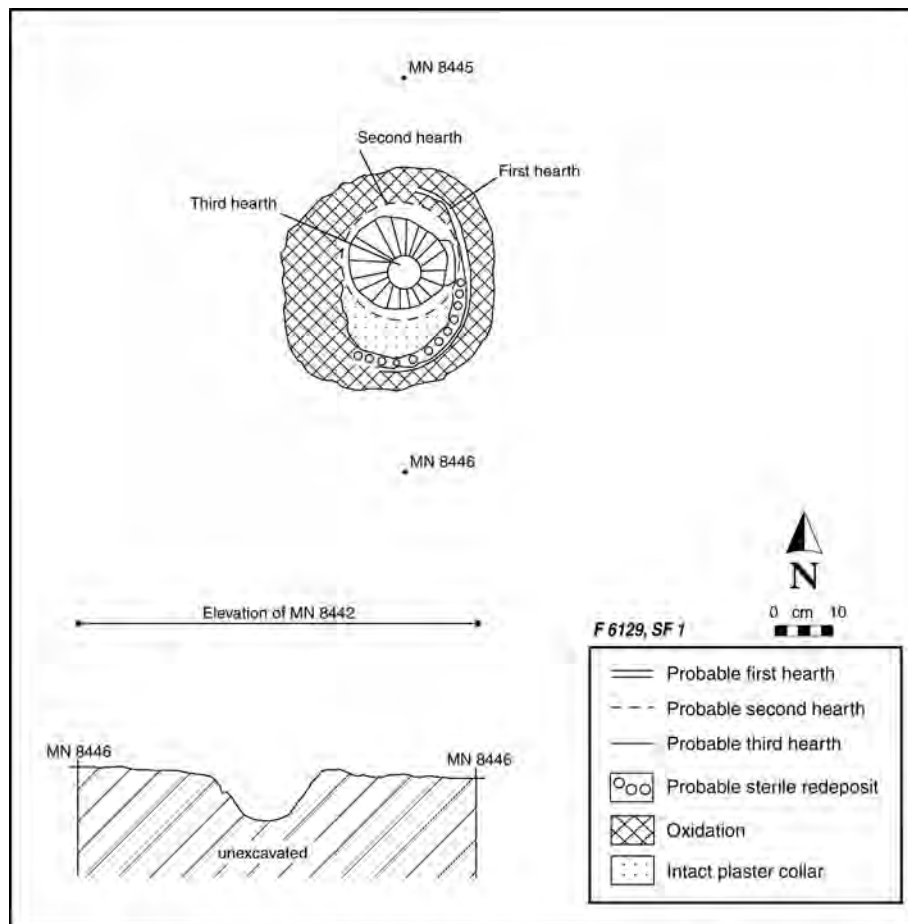 MN 8445
Second hearth
First hearth
Third hearth
MN 8446
N
Elevation of MN 8442
0 cm 10
F 6129, SF 1
Probable first hearth
Probable second hearth
Probable third hearth
Probable sterile redeposit
Oxidation
Intact plaster collar
MN 8446
MN 8446
unexcavated